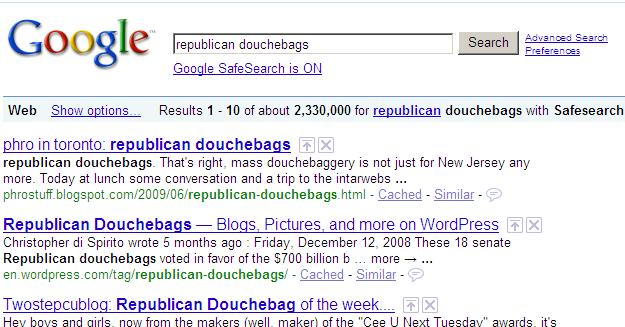 Google™
republican douchebags
Search
Advanced Search
Preferences
Google SafeSearch is ON
Web Show options... Results 1 - 10 of about 2,330,000 for republican douchebags with Safesearch
phro in toronto: republican douchebags
republican douchebags. That's right, mass douchebaggery is not just for New Jersey any
more. Today at lunch some conversation and a trip to the intarwebs ...
phrostuff.blogspot.com/2009/06/republican-douchebags.html - Cached - Similar -
Republican Douchebags — Blogs, Pictures, and more on WordPress
Christopher di Spirito wrote 5 months ago : Friday, December 12, 2008 These 18 senate
Republican douchebags voted in favor of the $700 billion b … more → ...
en.wordpress.com/tag/republican-douchebags/ - Cached - Similar -
Twostepcublog: Republican Douchebag of the week....
Hey boys and girls, now from the makers (well, maker) of the "Cee U Next Tuesday" awards, it's